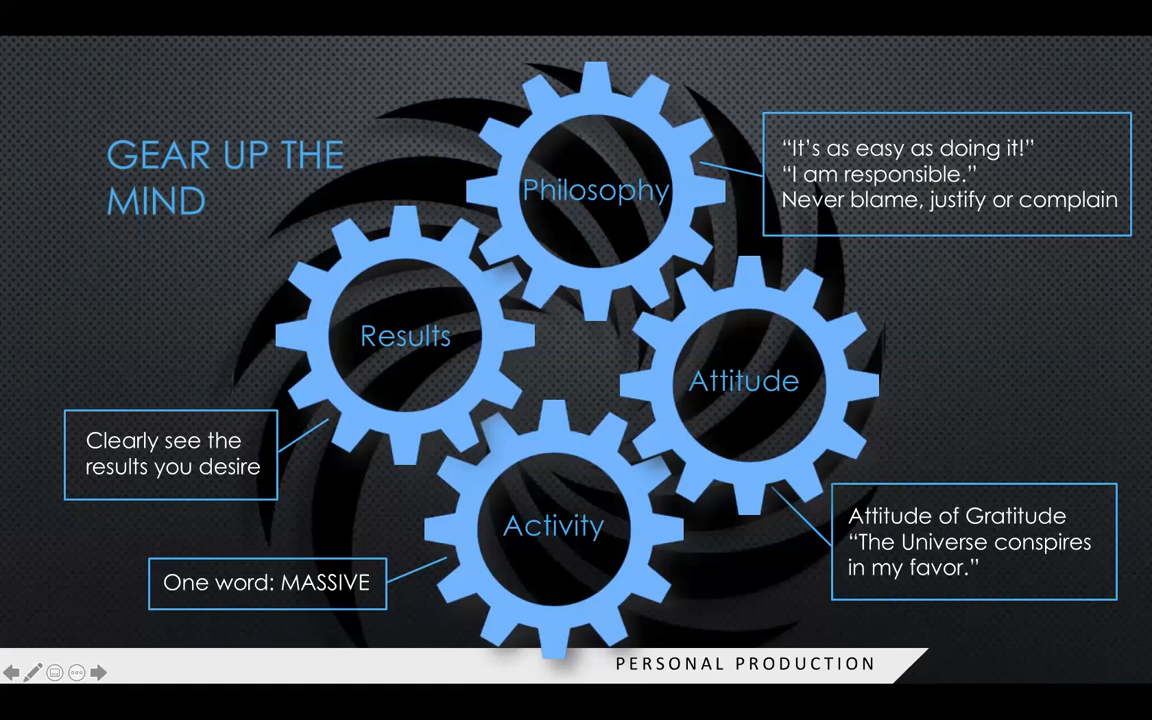 GEAR UP THE
MIND
Philosophy
“It’s as easy as doing it!”
“I am responsible.”
Never blame, justify or complain
Results
Attitude
Clearly see the
results you desire
Activity
Attitude of Gratitude
“The Universe conspires
in my favor.”
One word: MASSIVE
PERSONAL PRODUCTION